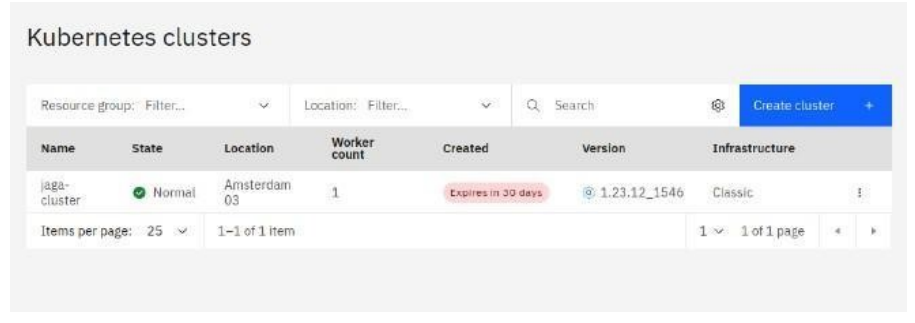 Kubernetes clusters
Resource group: Filter... Location: Filter... Search Create cluster +
Name State Location Worker count Created Version Infrastructure
jaga-cluster Normal Amsterdam 03 1 Expires in 30 days 1.23.12_1546 Classic
Items per page: 25 1–1 of 1 item 1 1 of 1 page